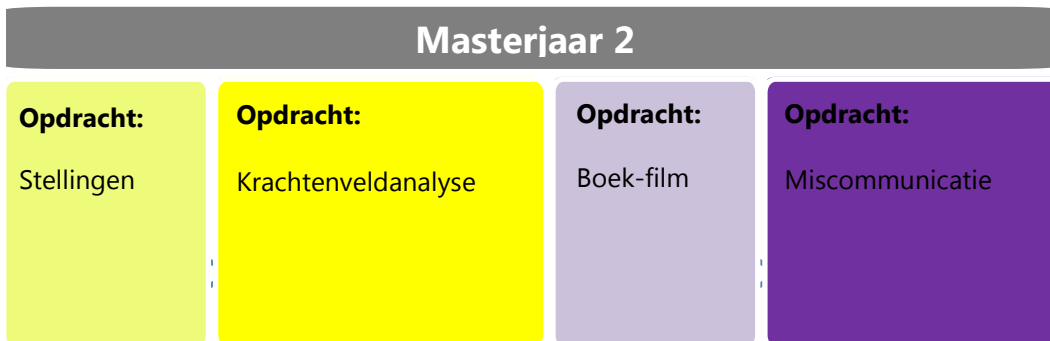 Masterjaar 2
Opdracht:
Stellingen
Opdracht:
Krachtenveldanalyse
Opdracht:
Boek-film
Opdracht:
Miscommunicatie